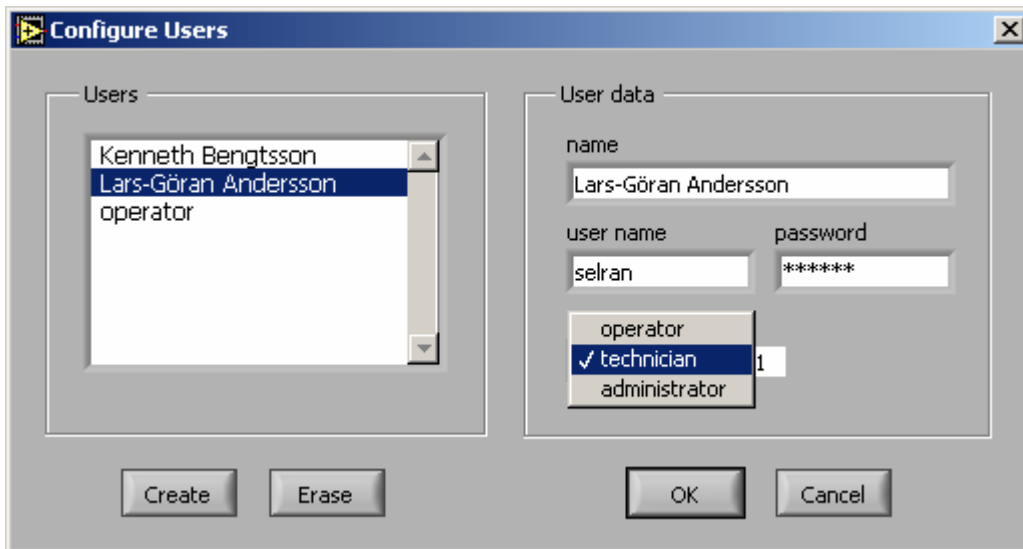 Configure Users
Users
Kenneth Bengtsson
Lars-Göran Andersson
operator
User data
name
Lars-Göran Andersson
user name
password
selran
******
operator
✓ technician
1
administrator
Create
Erase
OK
Cancel